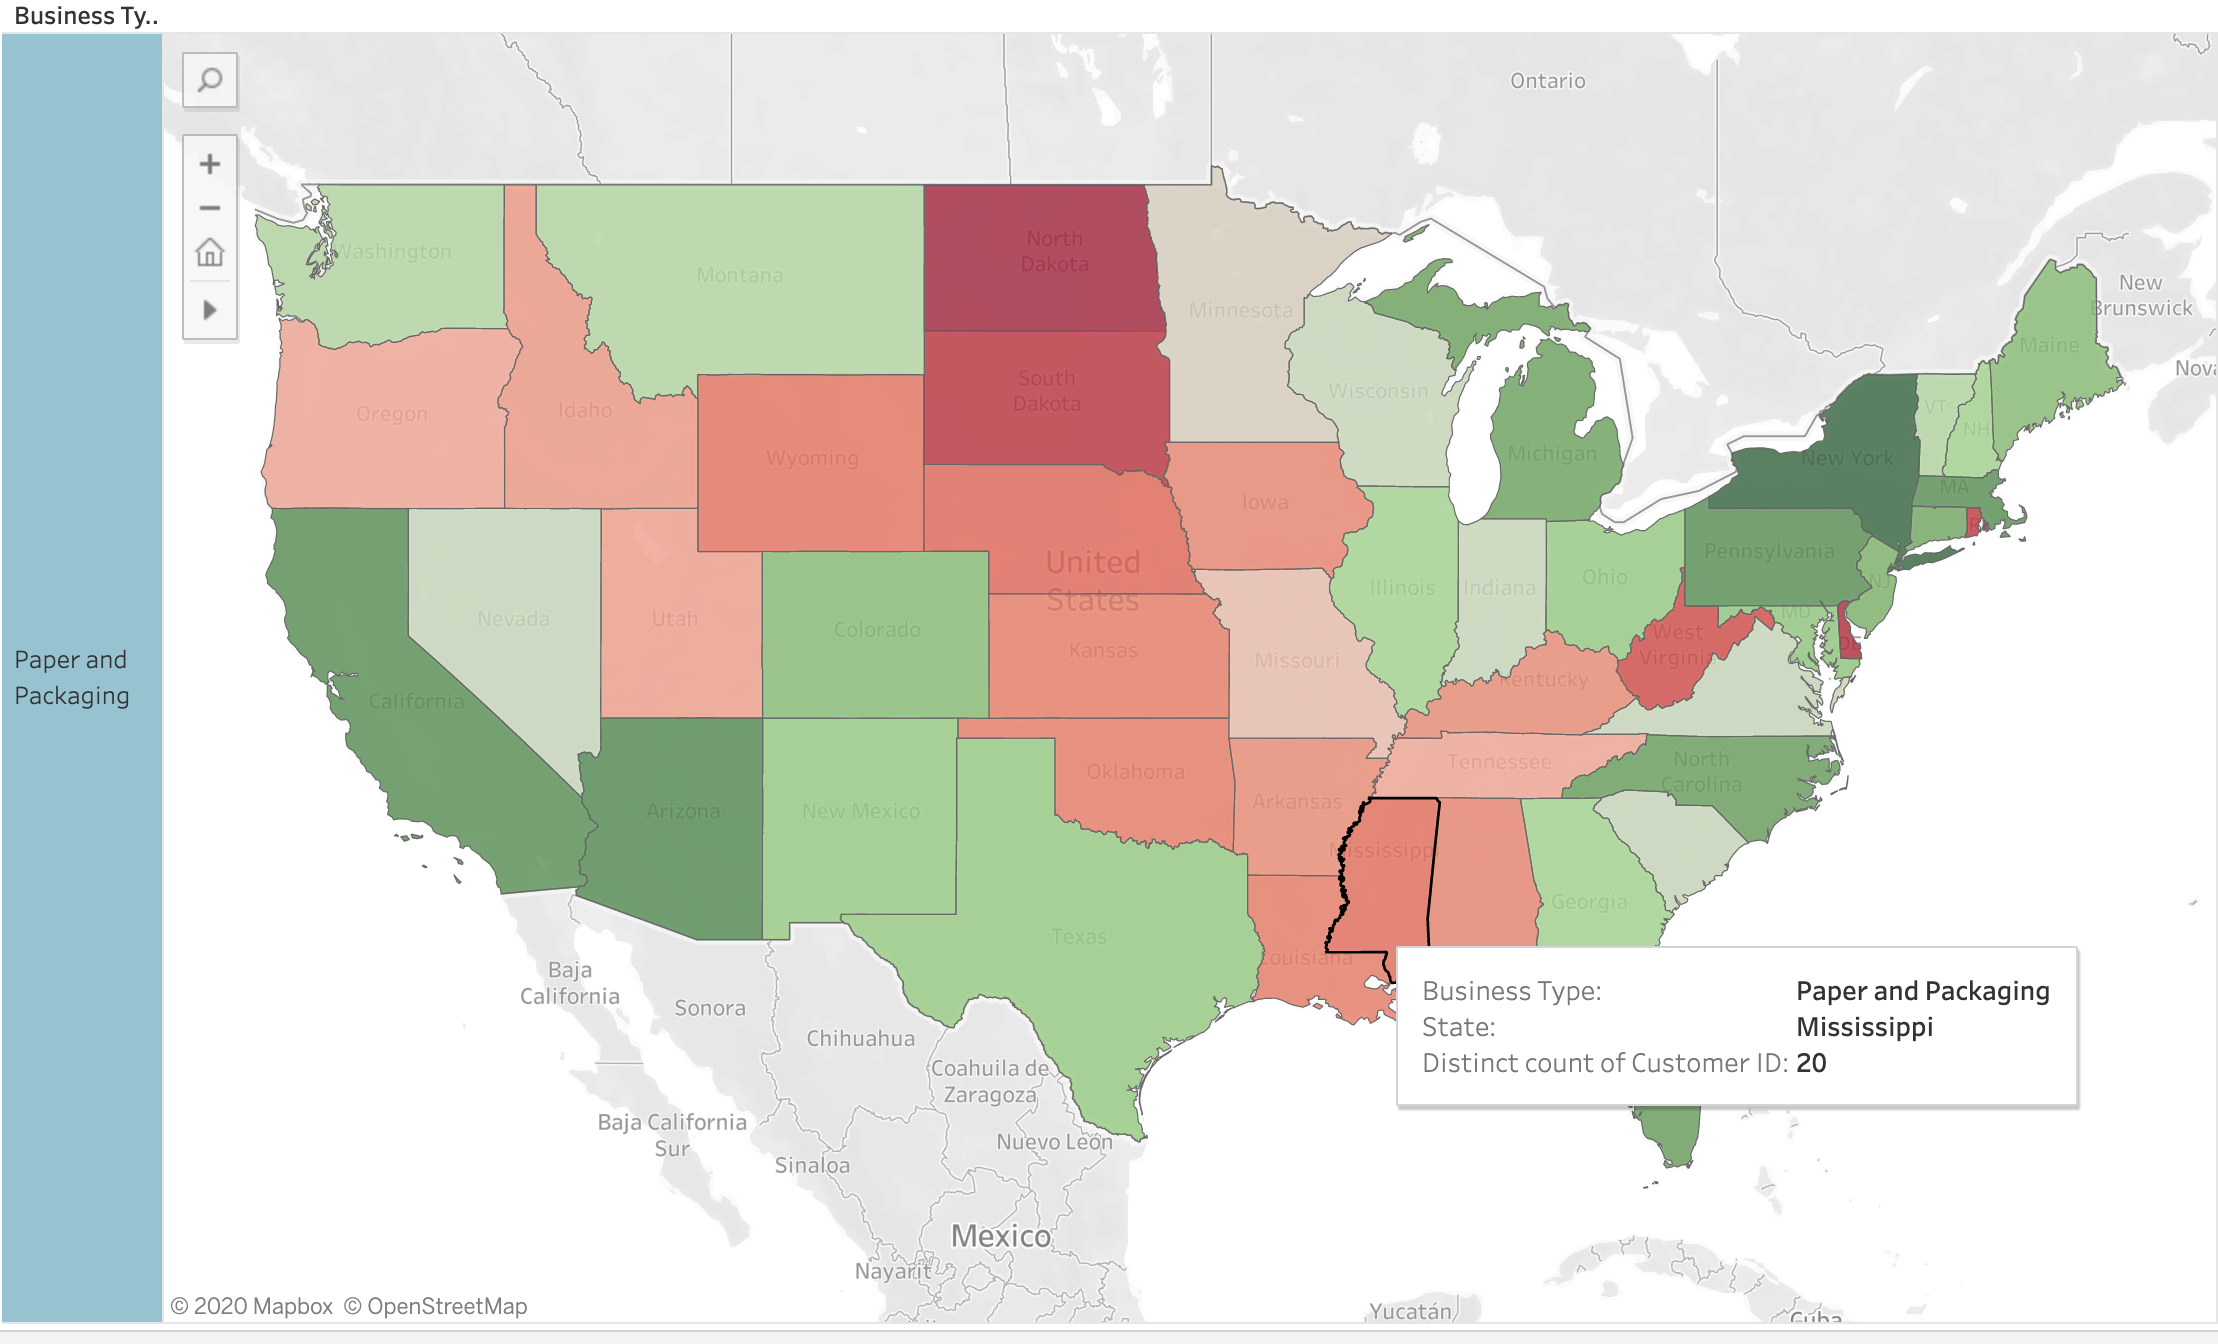 Business Ty..
Paper and
Packaging
Ontario
Washington
Montana
North
Dakota
Minnesota
New
Brunswick
Nova
Maine
Oregon
Idaho
South
Dakota
Wisconsin
Michigan
VT
NH
New York
MA
Wyoming
Iowa
Pennsylvania
United
States
Nevada
Utah
Colorado
Kansas
Missouri
Illinois
Indiana
Ohio
NJ
MD
DE
West
Virginia
Kentucky
California
Arizona
New Mexico
Oklahoma
Arkansas
Tennessee
North
Carolina
Mississippi
Texas
Louisiana
Georgia
Baja
California
Sonora
Chihuahua
Coahuila de
Zaragoza
Baja California
Sur
Sinaloa
Nuevo León
Mexico
Nayarit
Yucatán
Cuba
Business Type: Paper and Packaging
State: Mississippi
Distinct count of Customer ID: 20
© 2020 Mapbox © OpenStreetMap